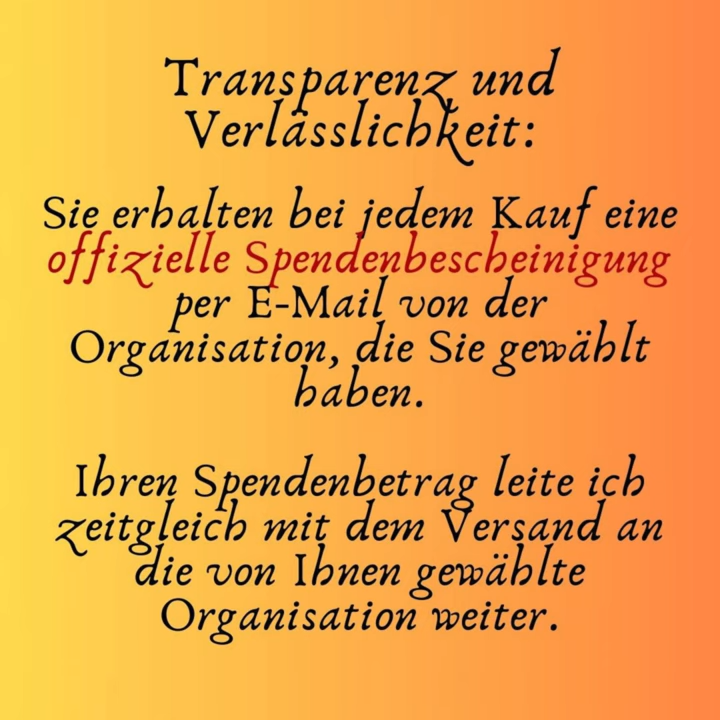 Transparenz und
Verlässlichkeit:
Sie erhalten bei jedem Kauf eine
offizielle Spendenbescheinigung
per E-Mail von der
Organisation, die Sie gewählt
haben.
Ihren Spendenbetrag leite ich
zeitgleich mit dem Versand an
die von Ihnen gewählte
Organisation weiter.